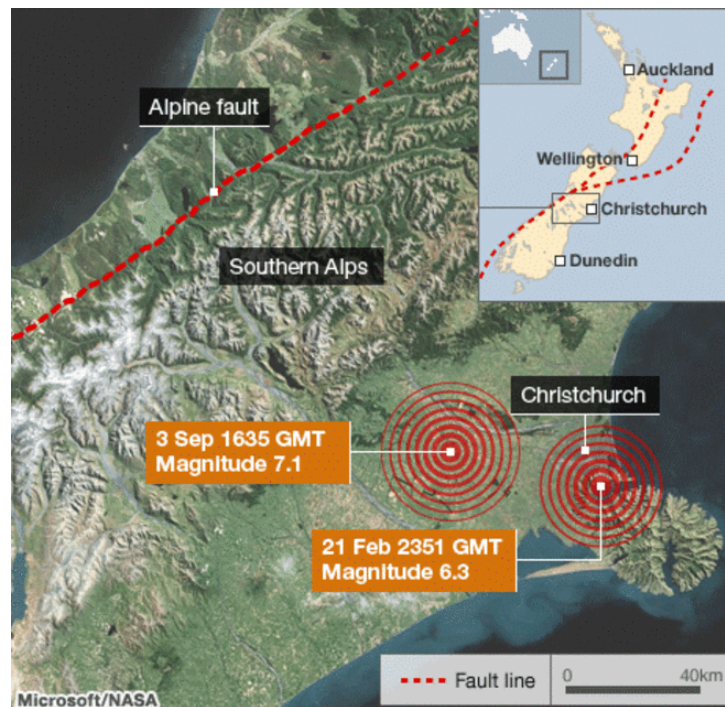 Auckland
Alpine fault
Wellington
Christchurch
Southern Alps
Dunedin
Christchurch
3 Sep 1635 GMT
Magnitude 7.1
21 Feb 2351 GMT
Magnitude 6.3
Fault line
0
40km
Microsoft/NASA